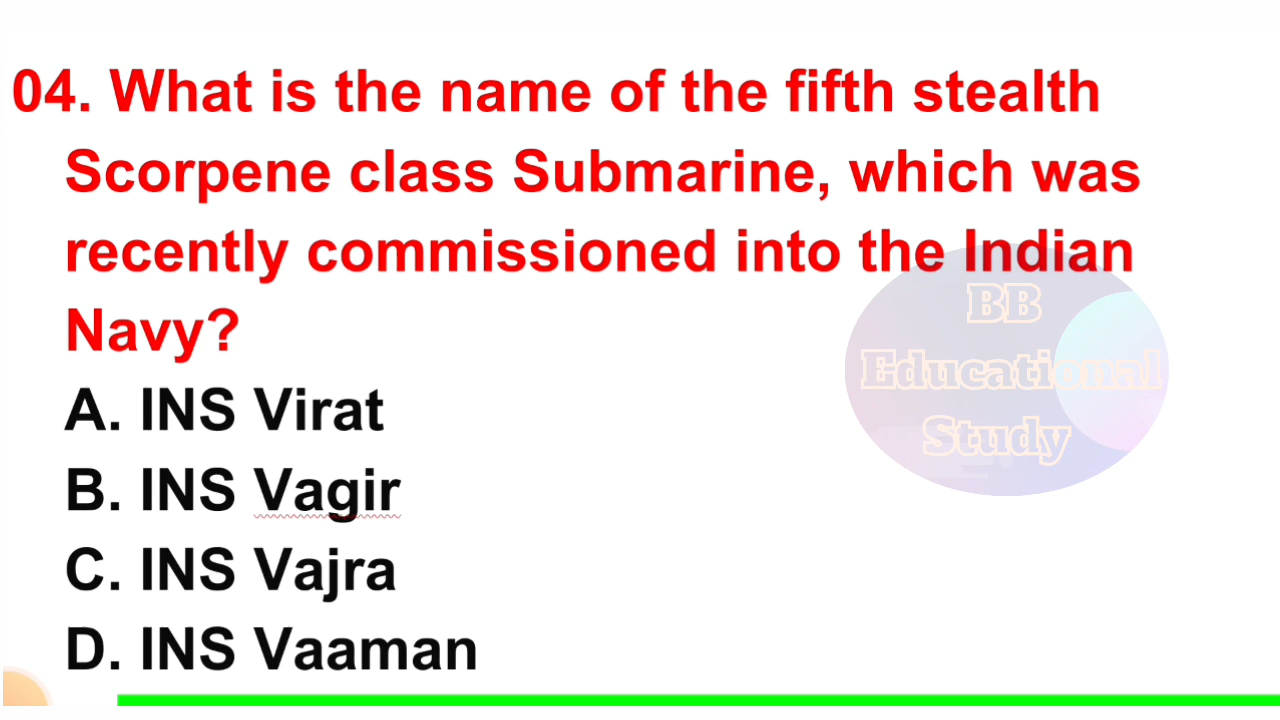 04. What is the name of the fifth stealth
Scorpene class Submarine, which was
recently commissioned into the Indian
Navy?
A. INS Virat
B. INS Vagir
C. INS Vajra
D. INS Vaaman
BB
Educational
Study